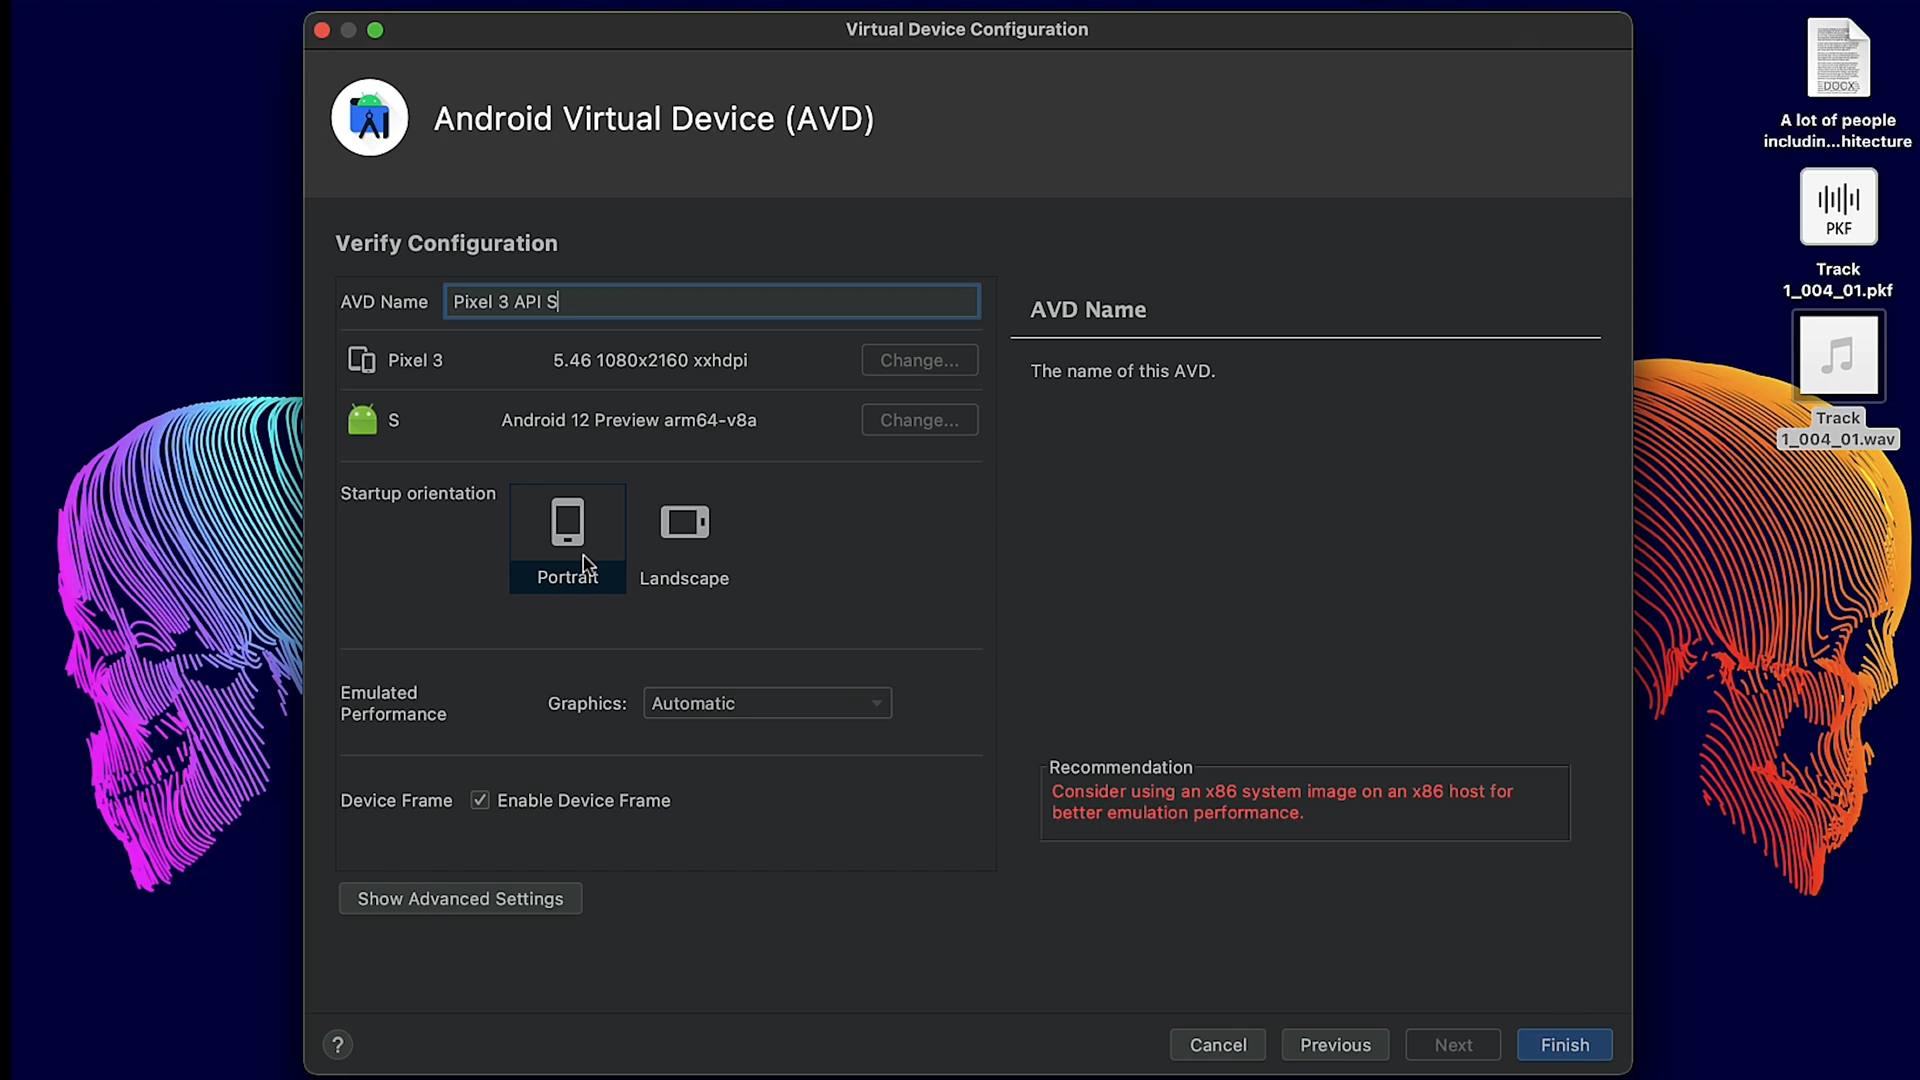 Virtual Device Configuration
Android Virtual Device (AVD)
Verify Configuration
AVD Name Pixel 3 API S
Pixel 3 5.46 1080x2160 xxhdpi Change...
S Android 12 Preview arm64-v8a Change...
Startup orientation
Portrait Landscape
Emulated
Performance
Graphics: Automatic
Device Frame Enable Device Frame
Show Advanced Settings
AVD Name
The name of this AVD.
Recommendation
Consider using an x86 system image on an x86 host for
better emulation performance.
? Cancel Previous Next Finish
DOCX
A lot of people
includin...hitecture
PKF
Track
1_004_01.pkf
Track
1_004_01.wav